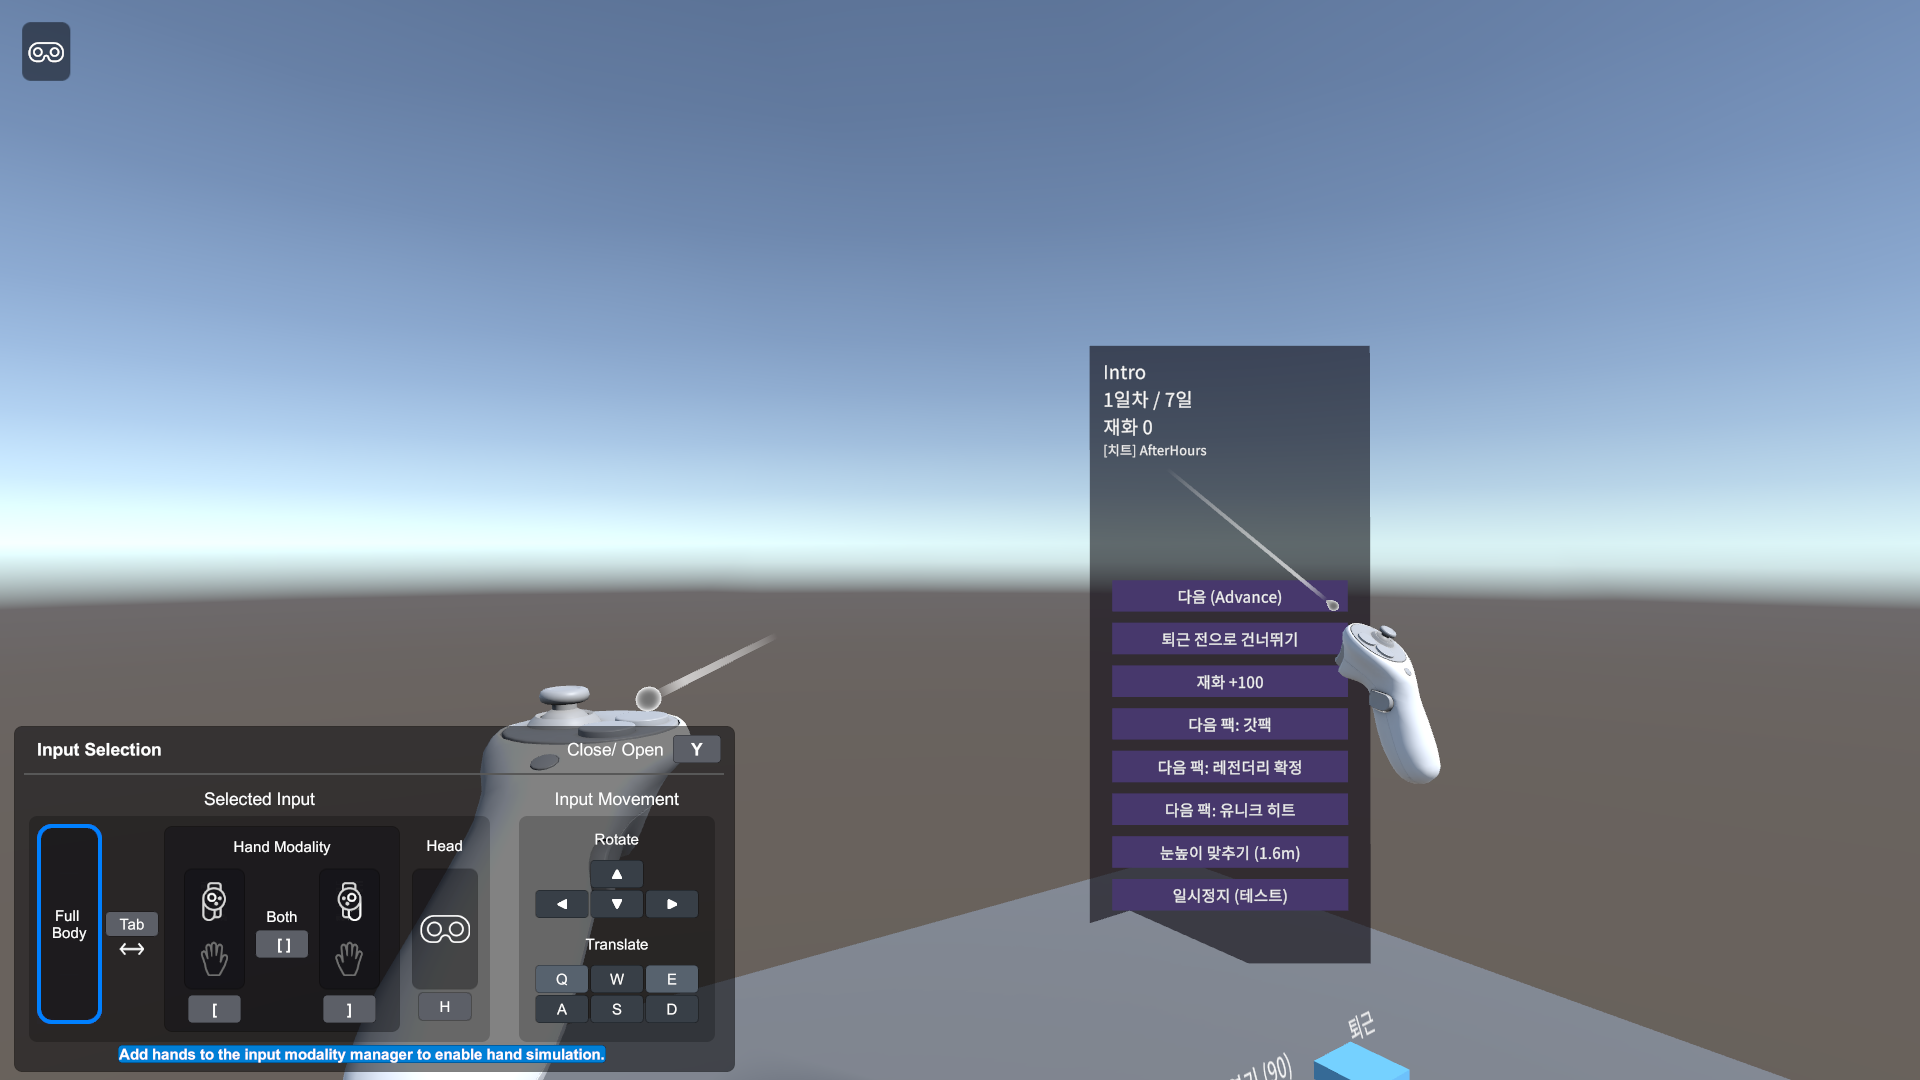 Intro
1일차 / 7일
재화 0
[치트] AfterHours
다음 (Advance)
퇴근 전으로 건너뛰기
재화 +100
다음 팩: 갓팩
다음 팩: 레전더리 확정
다음 팩: 유니크 히트
눈높이 맞추기 (1.6m)
일시정지 (테스트)
Input Selection
Close/ Open
Y
Selected Input
Input Movement
Full
Body
Tab
Hand Modality
Both
[ ]
[
]
Head
H
Rotate
Translate
Q W E
A S D
Add hands to the input modality manager to enable hand simulation.
퇴근
(90)